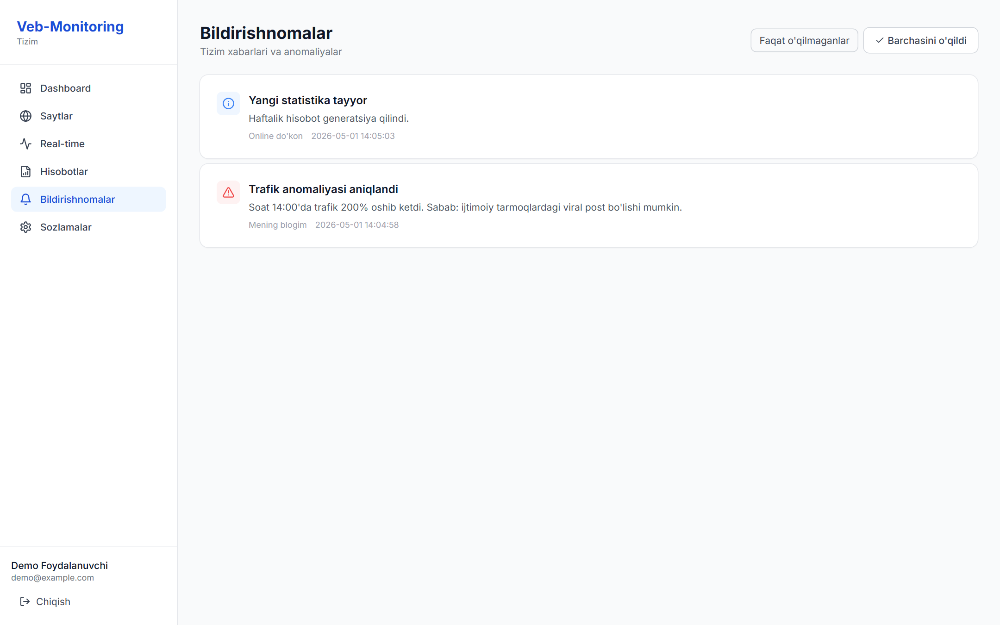 Veb-Monitoring
Tizim
Dashboard
Saytlar
Real-time
Hisobotlar
Bildirishnomalar
Sozlamalar
Demo Foydalanuvchi
demo@example.com
Chiqish
Bildirishnomalar
Tizim xabarlari va anomaliyalar
Faqat o'qilmaganlar
Barchasini o'qildi
Yangi statistika tayyor
Haftalik hisobot generatsiya qilindi.
Online do'kon 2026-05-01 14:05:03
Trafik anomaliyasi aniqlandi
Soat 14:00'da trafik 200% oshib ketdi. Sabab: ijtimoiy tarmoqlardagi viral post bo'lishi mumkin.
Mening blogim 2026-05-01 14:04:58